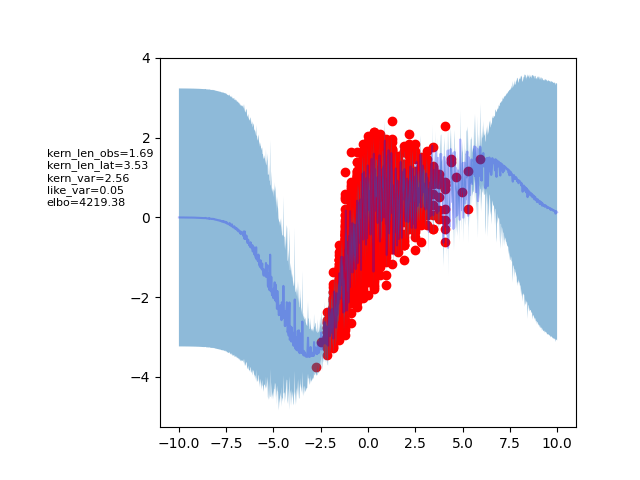 4
2
0
−2
−4
kern_len_obs=1.69
kern_len_lat=3.53
kern_var=2.56
like_var=0.05
elbo=4219.38
−10.0 −7.5 −5.0 −2.5 0.0 2.5 5.0 7.5 10.0